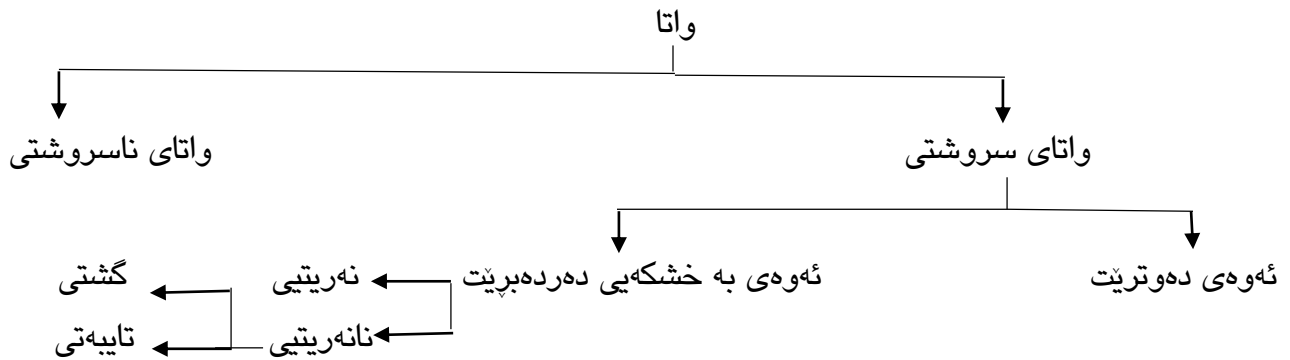 واتا
واتای سروشتی واتای ناسروشتی
ئەوەی دەوترێت ئەوەی بە خشکەیی دەردەبڕێت نەریتیی گشتی
نانەریتیی تایبەتی